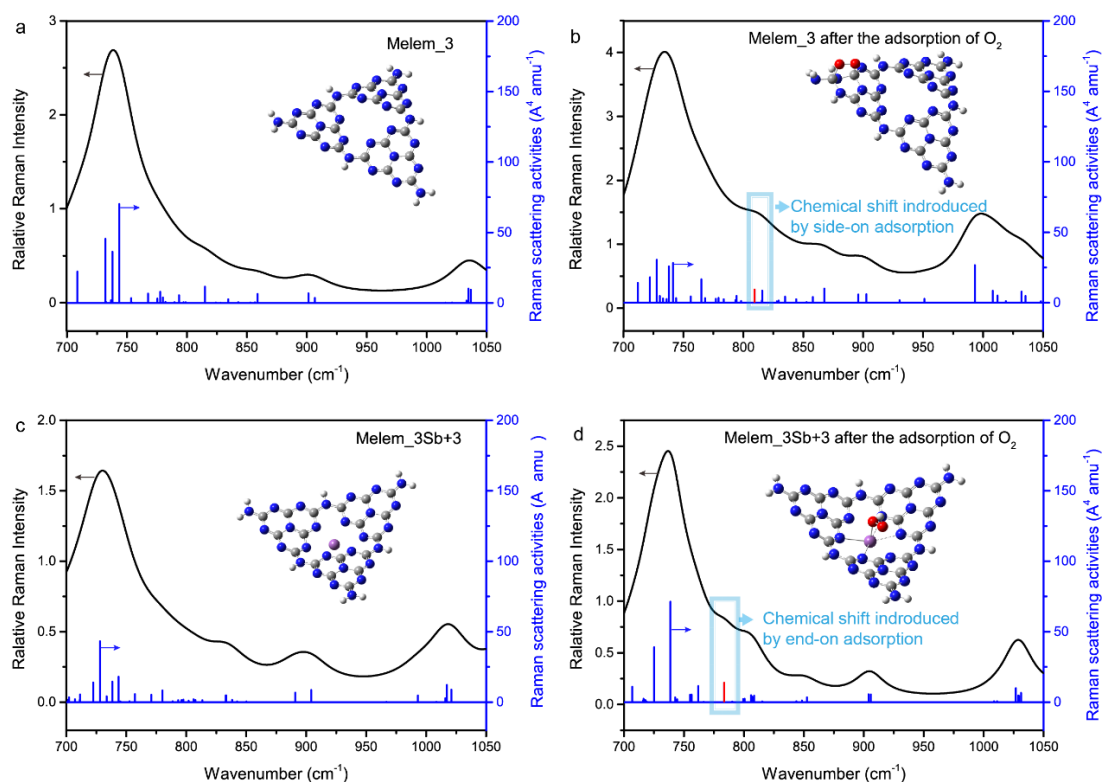 a
Melem_3
Ralative Raman Intensity
3
2
1
0
200
150
100
50
0
Raman scattering activities (A⁴ amu⁻¹)
700 750 800 850 900 950 1000 1050
Wavenumber (cm⁻¹)
b
Melem_3 after the adsorption of O₂
Ralative Raman Intensity
4
3
2
1
0
200
150
100
50
0
Raman scattering activities (A⁴ amu⁻¹)
Chemical shift indroduced
by side-on adsorption
700 750 800 850 900 950 1000 1050
Wavenumber (cm⁻¹)
c
Melem_3Sb+3
Relative Raman Intensity
2.0
1.5
1.0
0.5
0.0
200
150
100
50
0
Raman scattering activities (A amu )
700 750 800 850 900 950 1000 1050
Wavenumber (cm⁻¹)
d
Melem_3Sb+3 after the adsorption of O₂
Ralative Raman Intensity
2.5
2.0
1.5
1.0
0.5
0.0
200
150
100
50
0
Raman scattering activities (A⁴ amu⁻¹)
Chemical shift indroduced
by end-on adsorption
700 750 800 850 900 950 1000 1050
Wavenumber (cm⁻¹)